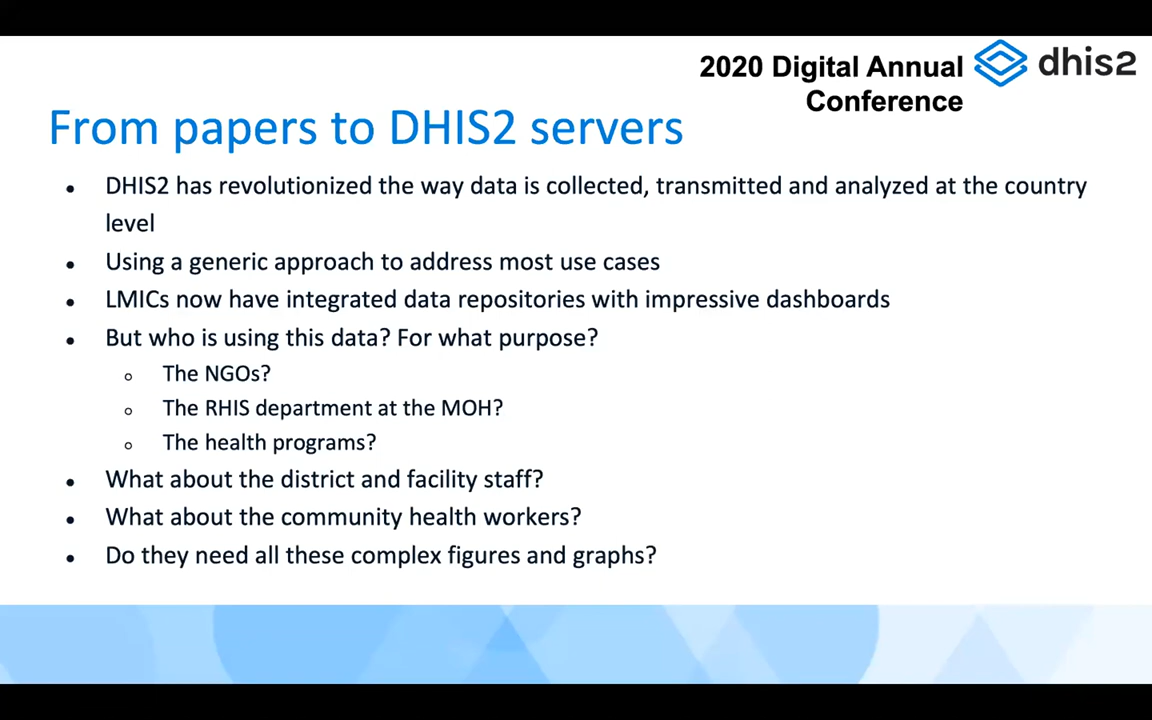 2020 Digital Annual
Conference
dhis2
From papers to DHIS2 servers
• DHIS2 has revolutionized the way data is collected, transmitted and analyzed at the country
level
• Using a generic approach to address most use cases
• LMICs now have integrated data repositories with impressive dashboards
• But who is using this data? For what purpose?
○ The NGOs?
○ The RHIS department at the MOH?
○ The health programs?
• What about the district and facility staff?
• What about the community health workers?
• Do they need all these complex figures and graphs?